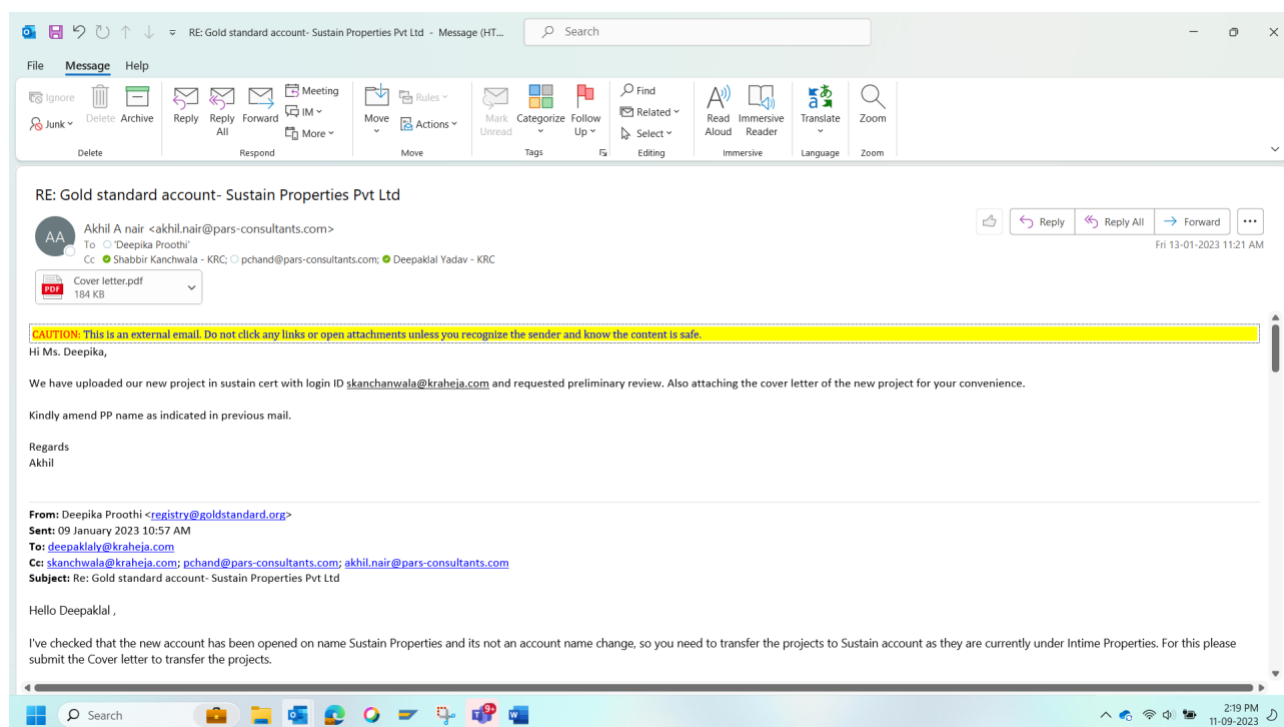 RE: Gold standard account- Sustain Properties Pvt Ltd - Message (HT...
Search
File Message Help
Ignore
Junk
Delete
Archive
Reply
Reply All
Forward
Meeting
IM
More
Move
Rules
Actions
Mark Unread
Categorize
Follow Up
Find
Related
Select
Read Aloud
Immersive Reader
Translate
Zoom
Delete Respond Move Tags Editing Immersive Language Zoom
RE: Gold standard account- Sustain Properties Pvt Ltd
AA
Akhil A nair <akhil.nair@pars-consultants.com>
To 'Deepika Proothi'
Cc Shabbir Kanchwala - KRC; pchand@pars-consultants.com; Deepaklal Yadav - KRC
Reply Reply All Forward
Fri 13-01-2023 11:21 AM
PDF
Cover letter.pdf
184 KB
CAUTION: This is an external email. Do not click any links or open attachments unless you recognize the sender and know the content is safe.
Hi Ms. Deepika,
We have uploaded our new project in sustain cert with login ID skanchanwala@kraheja.com and requested preliminary review. Also attaching the cover letter of the new project for your convenience.
Kindly amend PP name as indicated in previous mail.
Regards
Akhil
From: Deepika Proothi <registry@goldstandard.org>
Sent: 09 January 2023 10:57 AM
To: deepaklaly@kraheja.com
Cc: skanchwala@kraheja.com; pchand@pars-consultants.com; akhil.nair@pars-consultants.com
Subject: Re: Gold standard account- Sustain Properties Pvt Ltd
Hello Deepaklal ,
I've checked that the new account has been opened on name Sustain Properties and its not an account name change, so you need to transfer the projects to Sustain account as they are currently under Intime Properties. For this please
submit the Cover letter to transfer the projects.
Search
9+
2:19 PM
11-09-2023